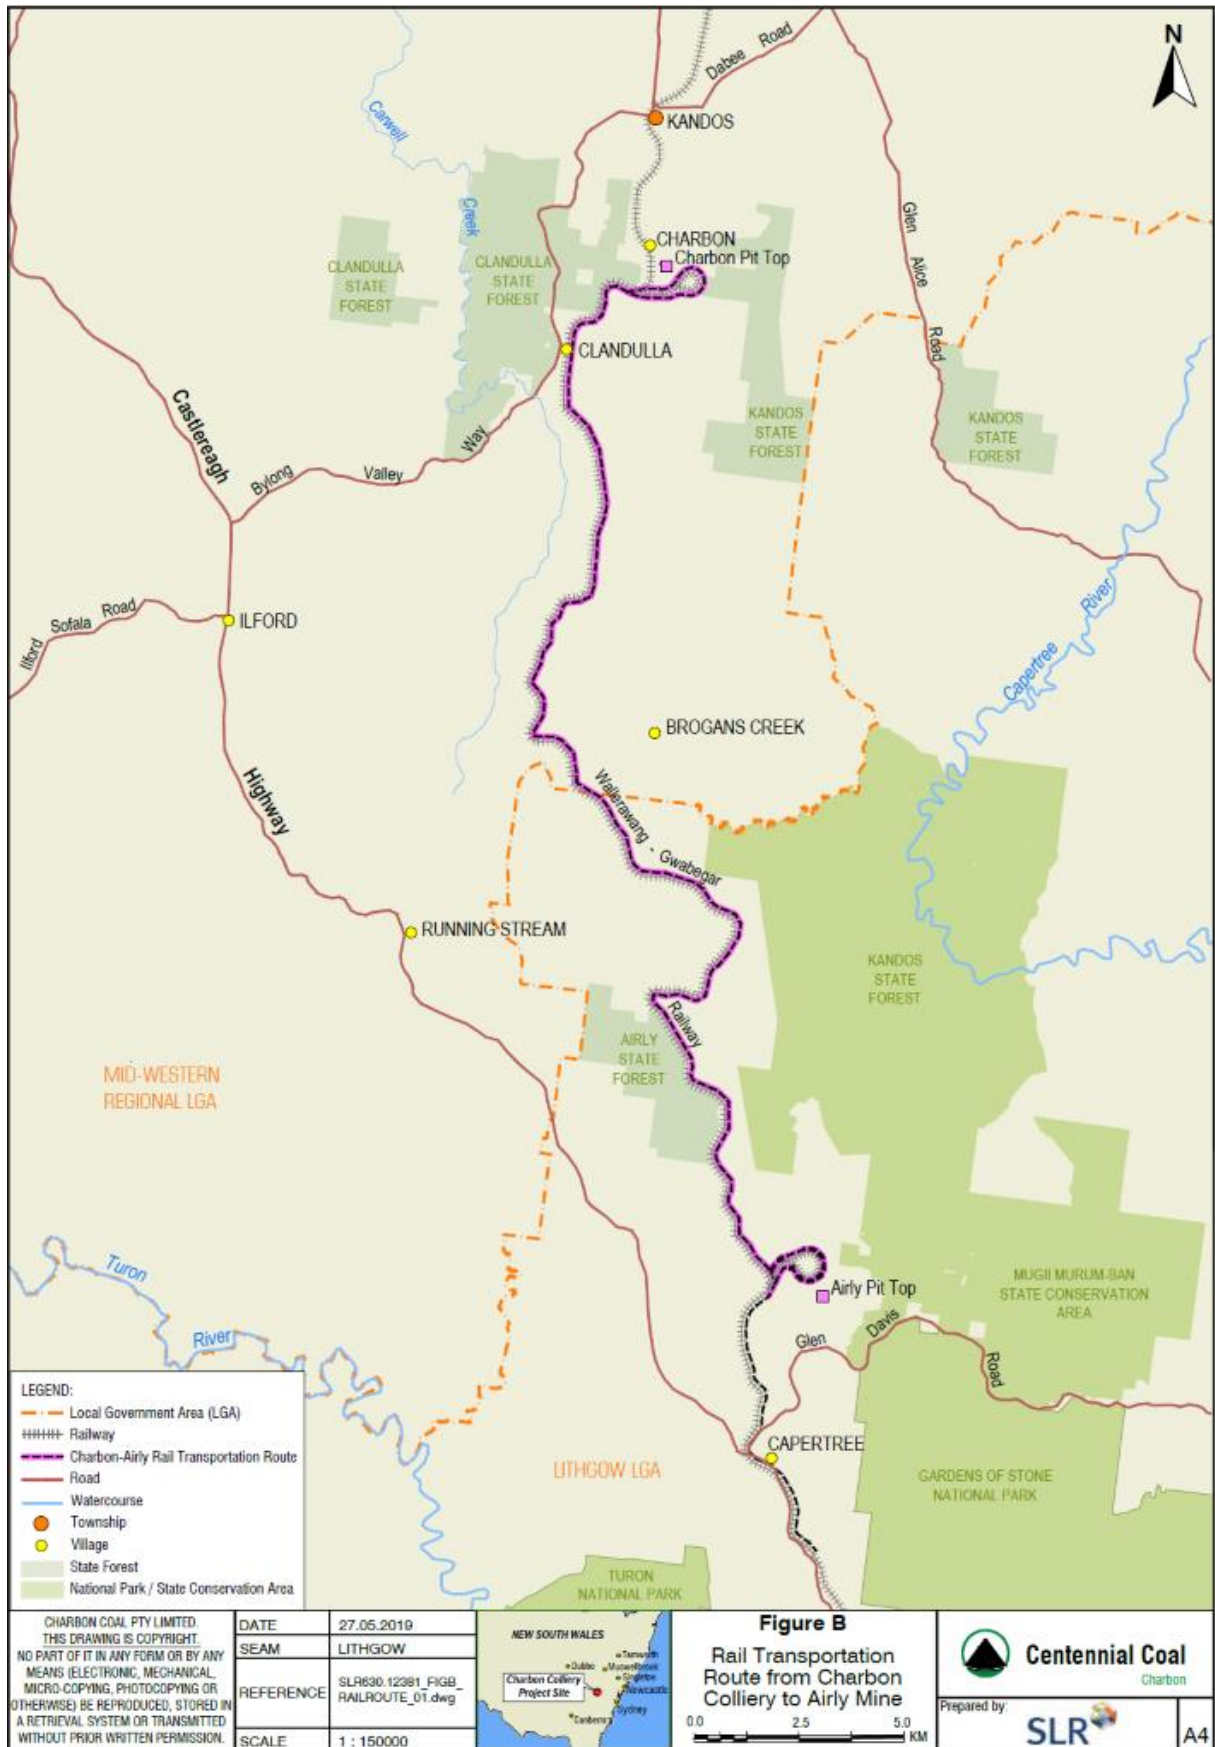 N
Dabee Road
KANDOS
Carwell
Creek
CHARBON
Charbon Pit Top
Glen Alice
Road
CLANDULLA
STATE
FOREST
CLANDULLA
STATE
FOREST
CLANDULLA
KANDOS
STATE
FOREST
KANDOS
STATE
FOREST
Castlereagh
Bylong Valley Way
Capertree River
Ilford Sofala Road
ILFORD
BROGANS CREEK
Highway
Wallerawang - Gwabegar
Railway
RUNNING STREAM
KANDOS
STATE
FOREST
AIRLY
STATE
FOREST
MID-WESTERN
REGIONAL LGA
Turon
River
Airly Pit Top
MUGII MURUM-BAN
STATE CONSERVATION
AREA
Glen Davis Road
CAPERTREE
LITHGOW LGA
GARDENS OF STONE
NATIONAL PARK
TURON
NATIONAL PARK
LEGEND:
Local Government Area (LGA)
Railway
Charbon-Airly Rail Transportation Route
Road
Watercourse
Township
Village
State Forest
National Park / State Conservation Area
CHARBON COAL PTY LIMITED.
THIS DRAWING IS COPYRIGHT.
NO PART OF IT IN ANY FORM OR BY ANY
MEANS (ELECTRONIC, MECHANICAL,
MICRO-COPYING, PHOTOCOPYING OR
OTHERWISE) BE REPRODUCED, STORED IN
A RETRIEVAL SYSTEM OR TRANSMITTED
WITHOUT PRIOR WRITTEN PERMISSION.
DATE 27.05.2019
SEAM LITHGOW
REFERENCE SLR630.12381_FIGB_
RAILROUTE_01.dwg
SCALE 1 : 150000
NEW SOUTH WALES
Tamworth
Dubbo
Muswellbrook
Singleton
Newcastle
Charbon Colliery
Project Site
Sydney
Canberra
Figure B
Rail Transportation
Route from Charbon
Colliery to Airly Mine
0.0 2.5 5.0
KM
Centennial Coal
Charbon
Prepared by:
SLR
A4